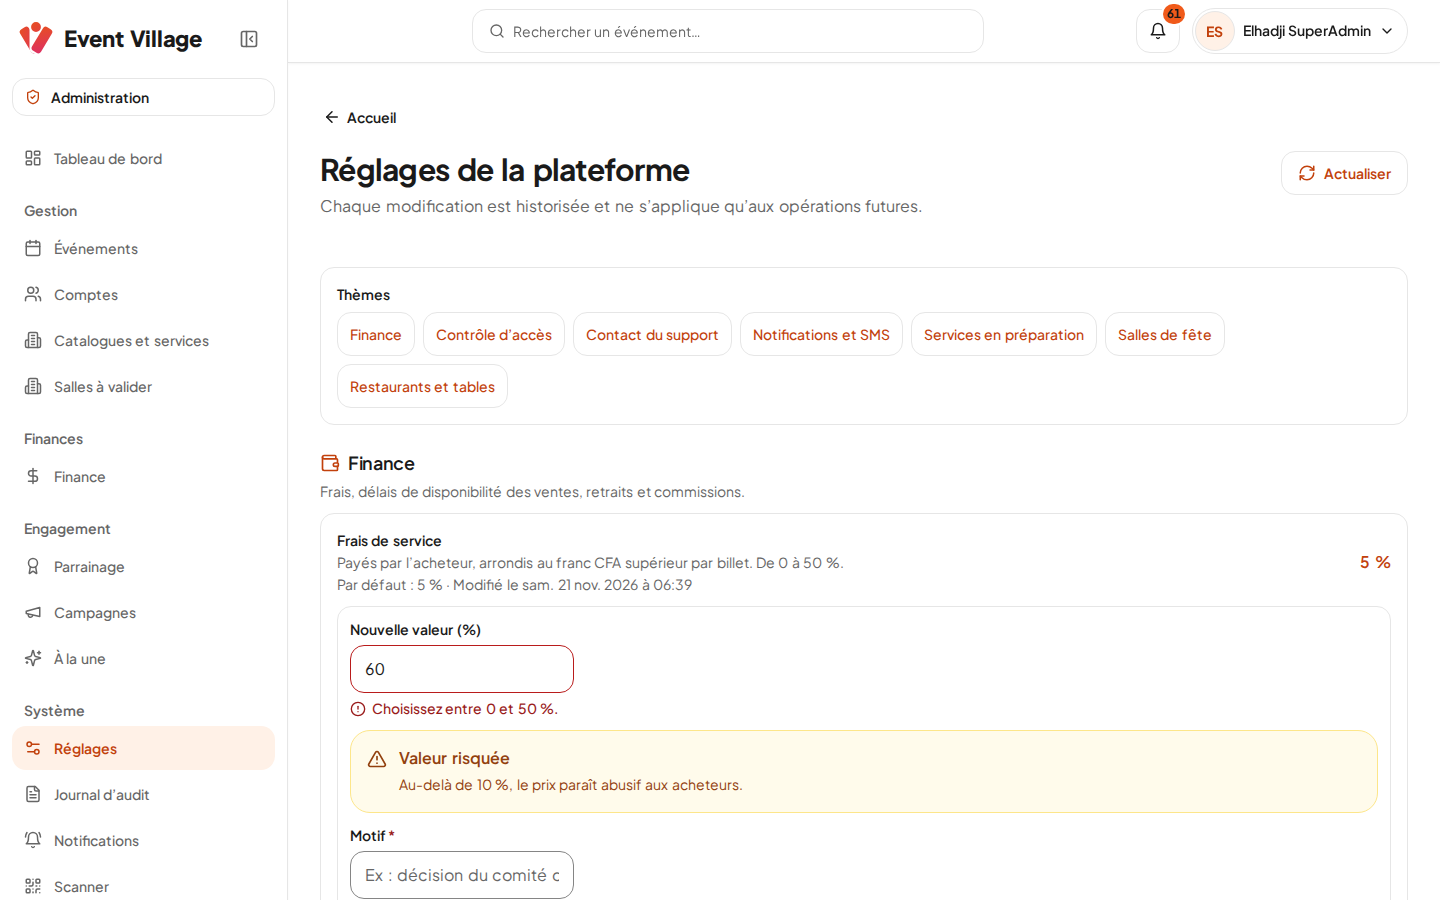 Event Village
Rechercher un événement…
61
ES
Elhadji SuperAdmin
Administration
Tableau de bord
Gestion
Événements
Comptes
Catalogues et services
Salles à valider
Finances
Finance
Engagement
Parrainage
Campagnes
À la une
Système
Réglages
Journal d’audit
Notifications
Scanner
Accueil
Réglages de la plateforme
Actualiser
Chaque modification est historisée et ne s’applique qu’aux opérations futures.
Thèmes
Finance
Contrôle d’accès
Contact du support
Notifications et SMS
Services en préparation
Salles de fête
Restaurants et tables
Finance
Frais, délais de disponibilité des ventes, retraits et commissions.
Frais de service
Payés par l’acheteur, arrondis au franc CFA supérieur par billet. De 0 à 50 %.
5 %
Par défaut : 5 % · Modifié le sam. 21 nov. 2026 à 06:39
Nouvelle valeur (%)
60
Choisissez entre 0 et 50 %.
Valeur risquée
Au-delà de 10 %, le prix paraît abusif aux acheteurs.
Motif *
Ex : décision du comité c